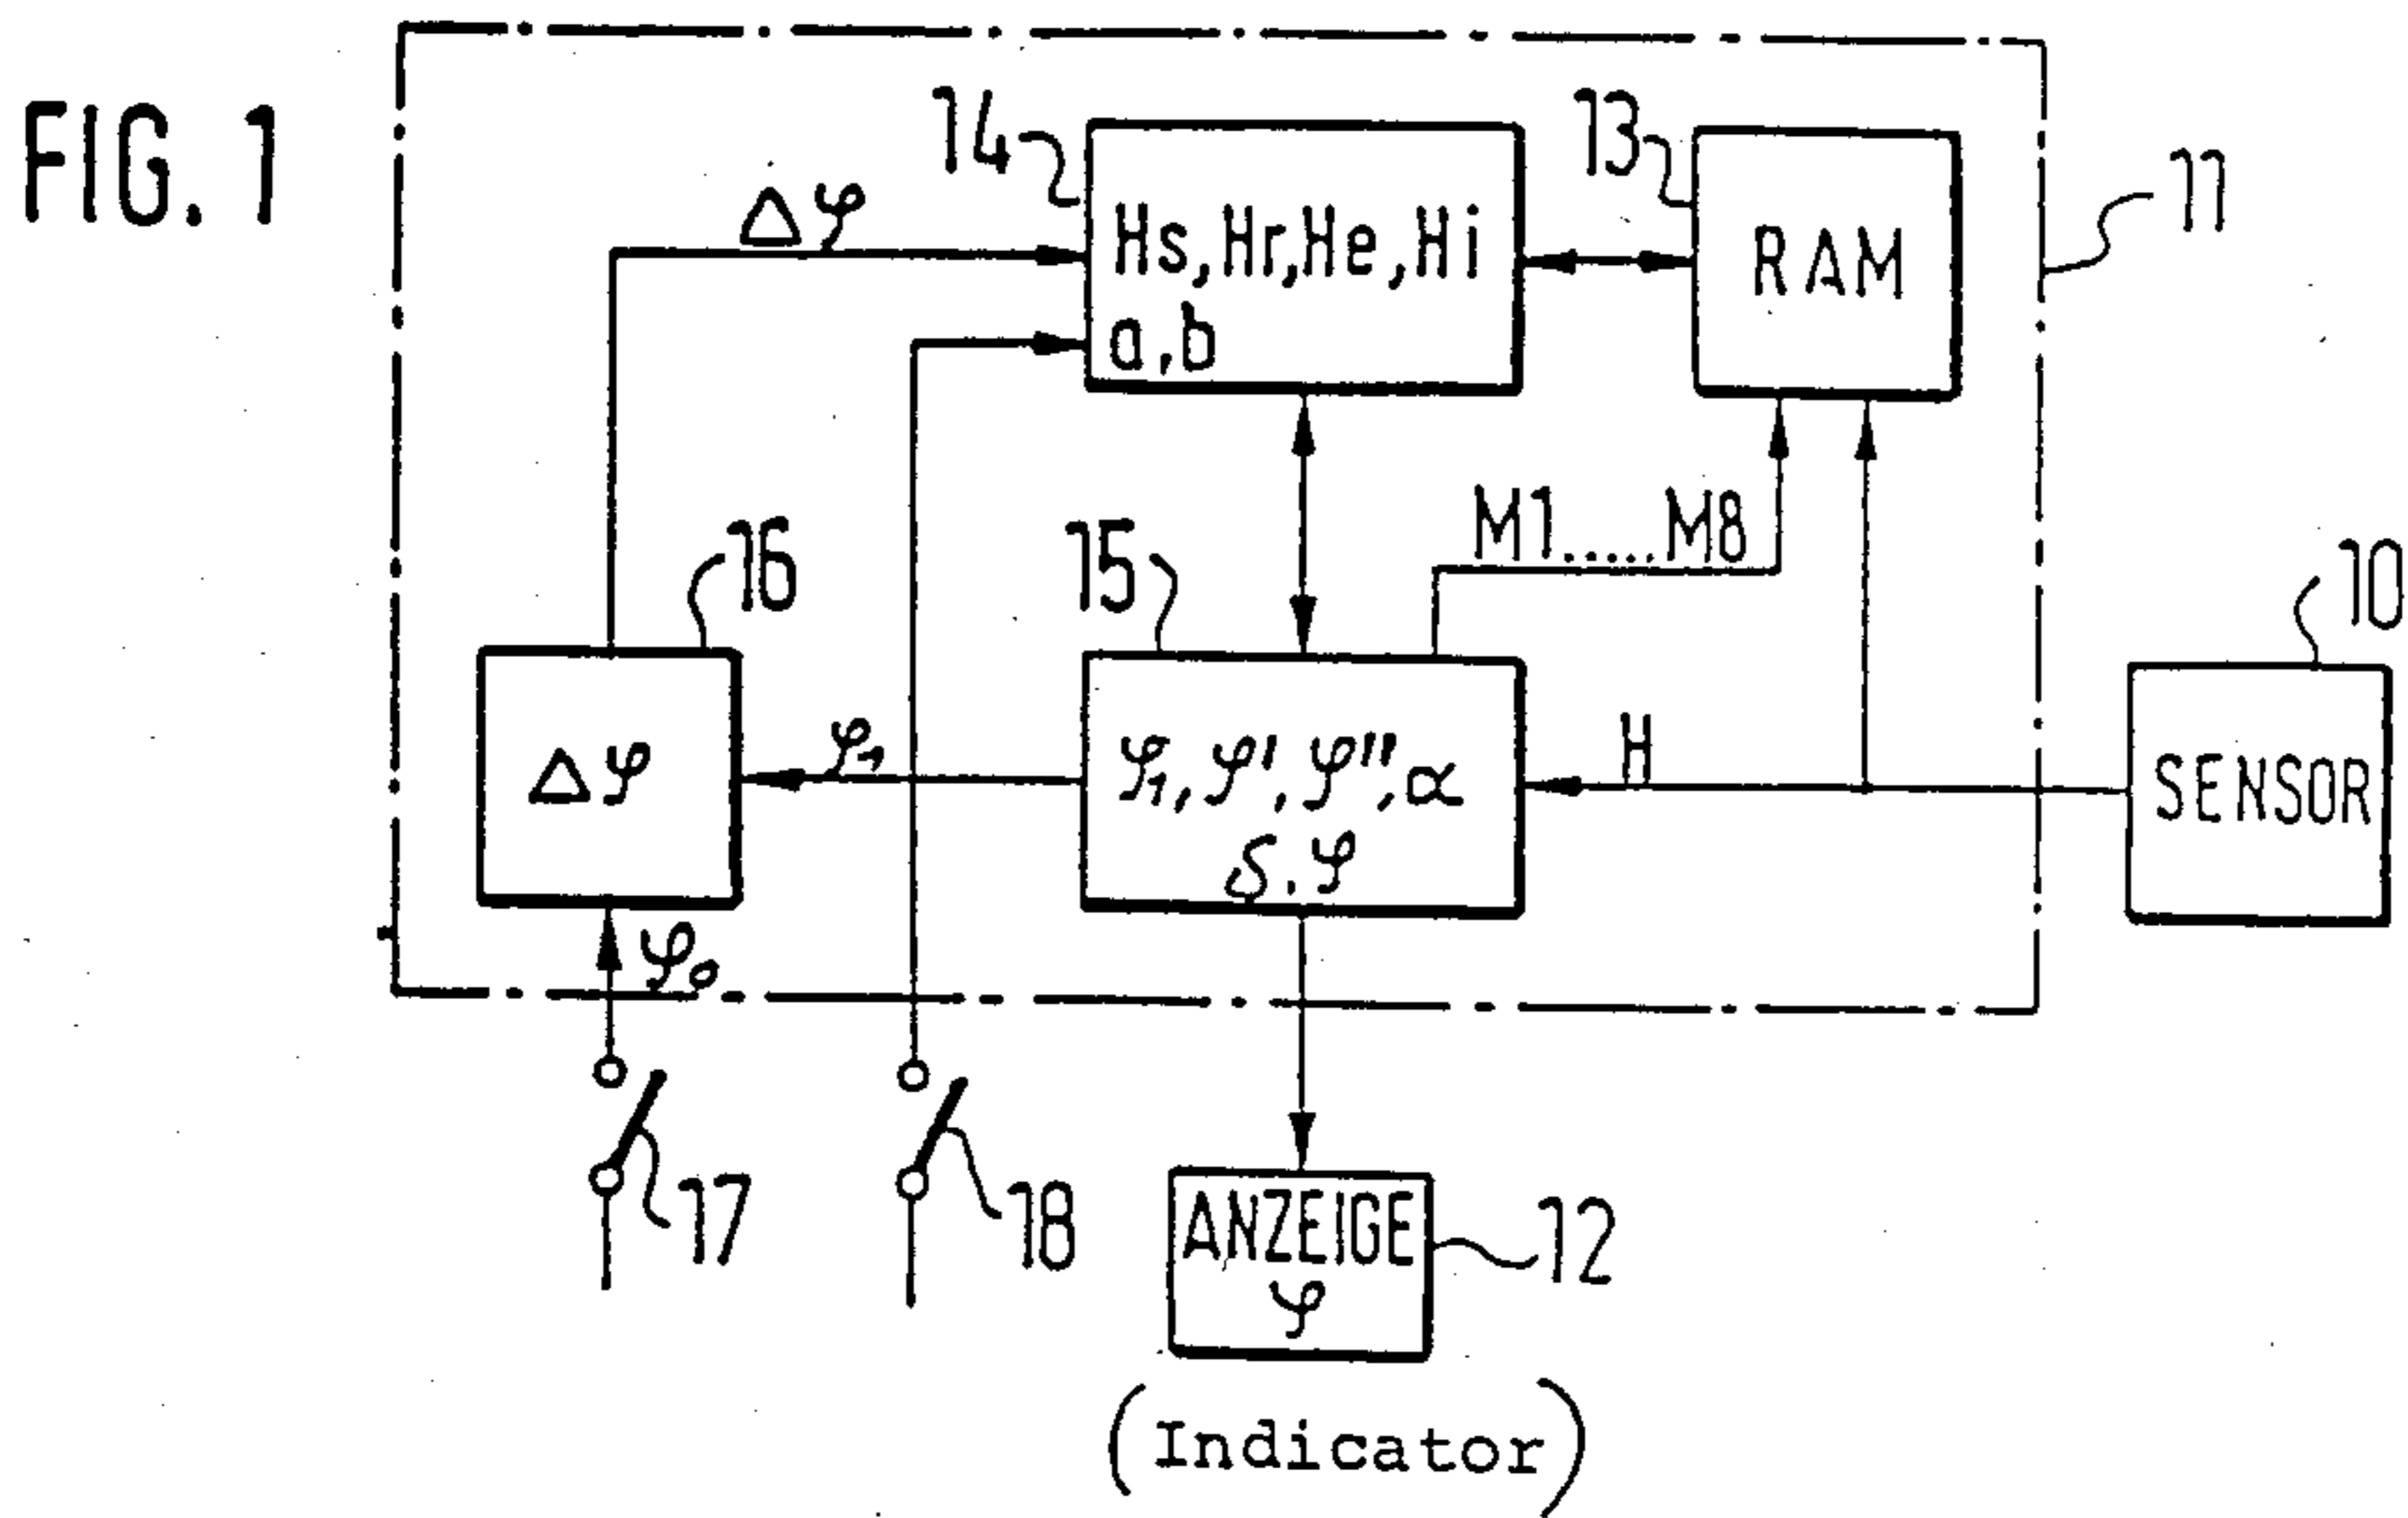 FIG. 1
14
13
11
Δφ
Hs, Hr, He, Hi
a, b
RAM
16
15
M1.....M8
10
Δφ
φ₁
φ₁, φ', φ'', α
δ, φ
H
SENSOR
φ₀
17
18
ANZEIGE
φ
12
(Indicator)